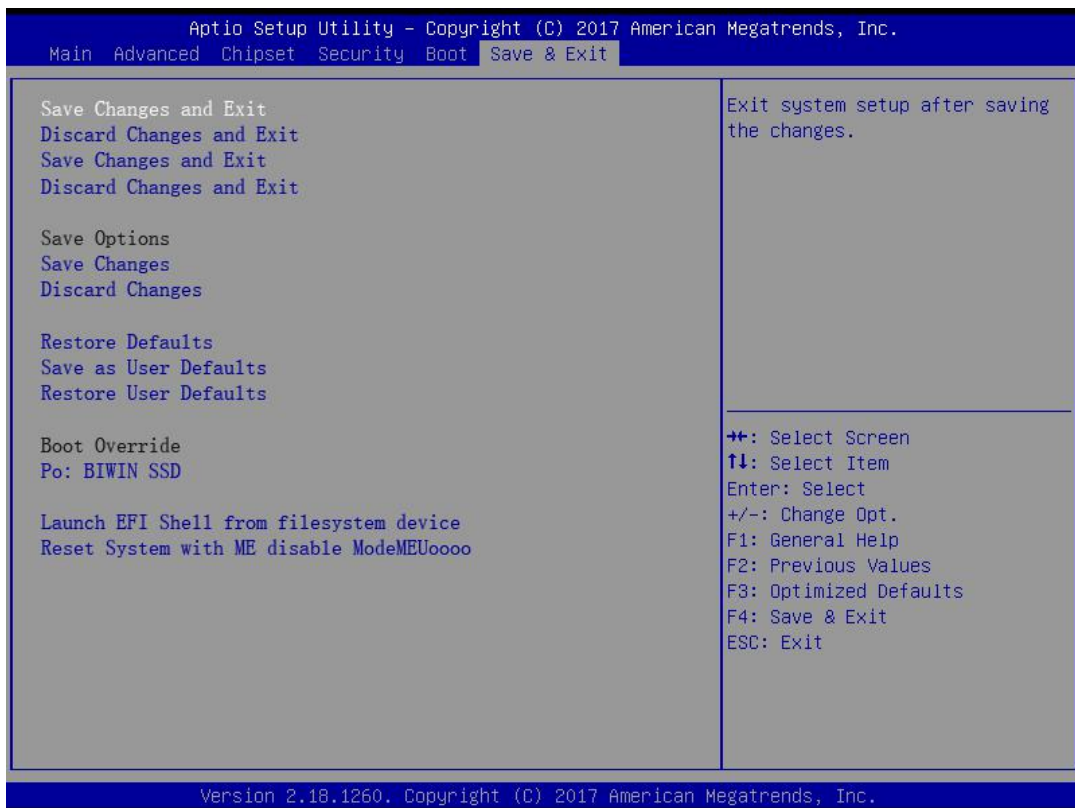 Aptio Setup Utility – Copyright (C) 2017 American Megatrends, Inc.
Main Advanced Chipset Security Boot Save & Exit
Save Changes and Exit
Discard Changes and Exit
Save Changes and Exit
Discard Changes and Exit
Save Options
Save Changes
Discard Changes
Restore Defaults
Save as User Defaults
Restore User Defaults
Boot Override
Po: BIWIN SSD
Launch EFI Shell from filesystem device
Reset System with ME disable ModeMEUoooo
Exit system setup after saving
the changes.
→←: Select Screen
↑↓: Select Item
Enter: Select
+/-: Change Opt.
F1: General Help
F2: Previous Values
F3: Optimized Defaults
F4: Save & Exit
ESC: Exit
Version 2.18.1260. Copyright (C) 2017 American Megatrends, Inc.